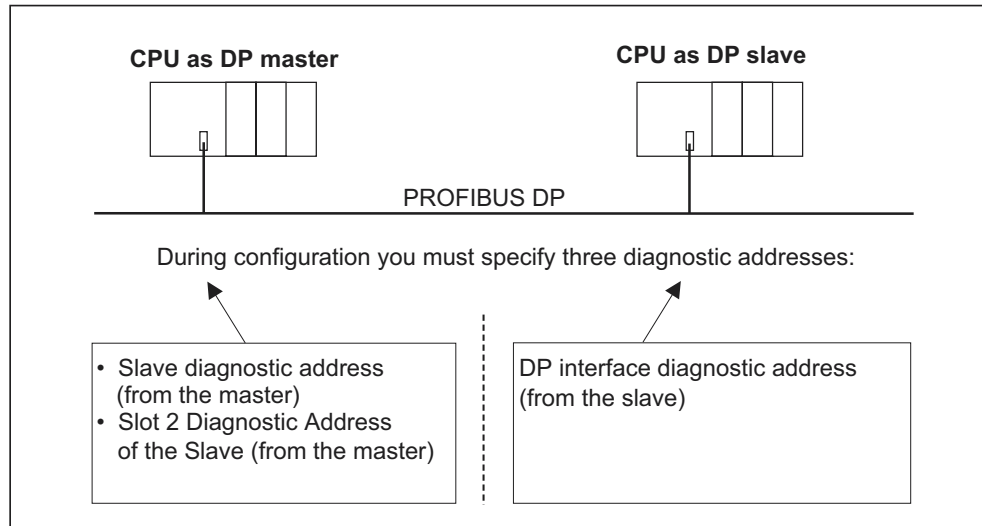 CPU as DP master
CPU as DP slave
PROFIBUS DP
During configuration you must specify three diagnostic addresses:
• Slave diagnostic address
(from the master)
• Slot 2 Diagnostic Address
of the Slave (from the master)
DP interface diagnostic address
(from the slave)